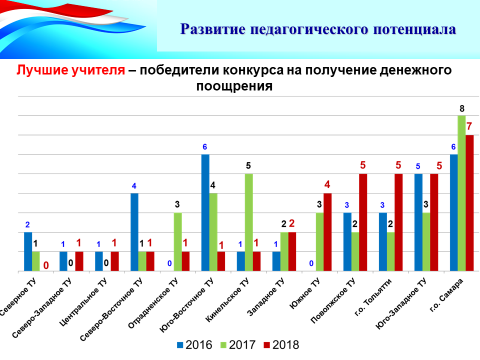 Развитие педагогического потенциала
Лучшие учителя – победители конкурса на получение денежного
поощрения
2 1 0
1 0 1
1 0 1
4 1 1
0 3 1
6 4 1
1 5 1
1 2 2
0 3 4
3 2 5
3 2 5
5 3 5
6 8 7
Северное ТУ
Северо-Западное ТУ
Центральное ТУ
Северо-Восточное ТУ
Отрадненское ТУ
Юго-Восточное ТУ
Кинельское ТУ
Западное ТУ
Южное ТУ
Поволжское ТУ
г.о. Тольятти
Юго-Западное ТУ
г.о. Самара
2016 2017 2018